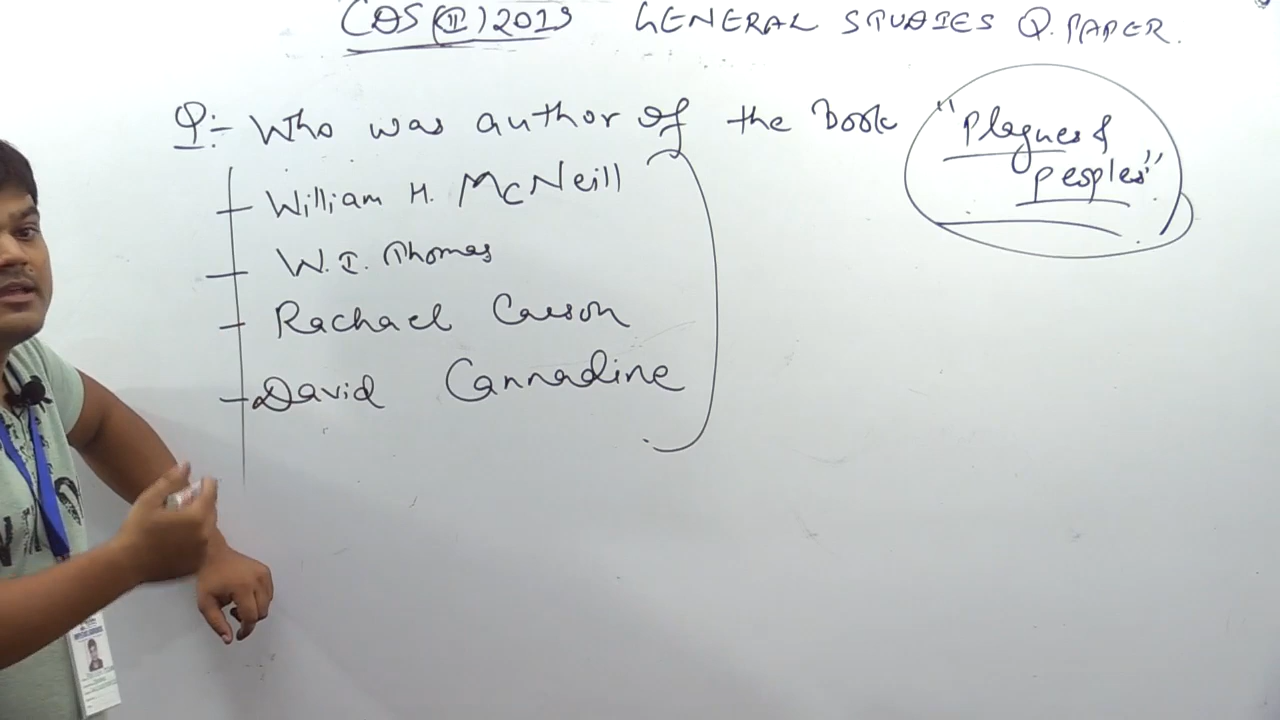 CDS (II) 2019 GENERAL STUDIES Q. PAPER.
Q:- Who was author of the Book "Plagues &
peoples"
William H. McNeill
W. I. Thomas
Rachael Carson
David Cannadine